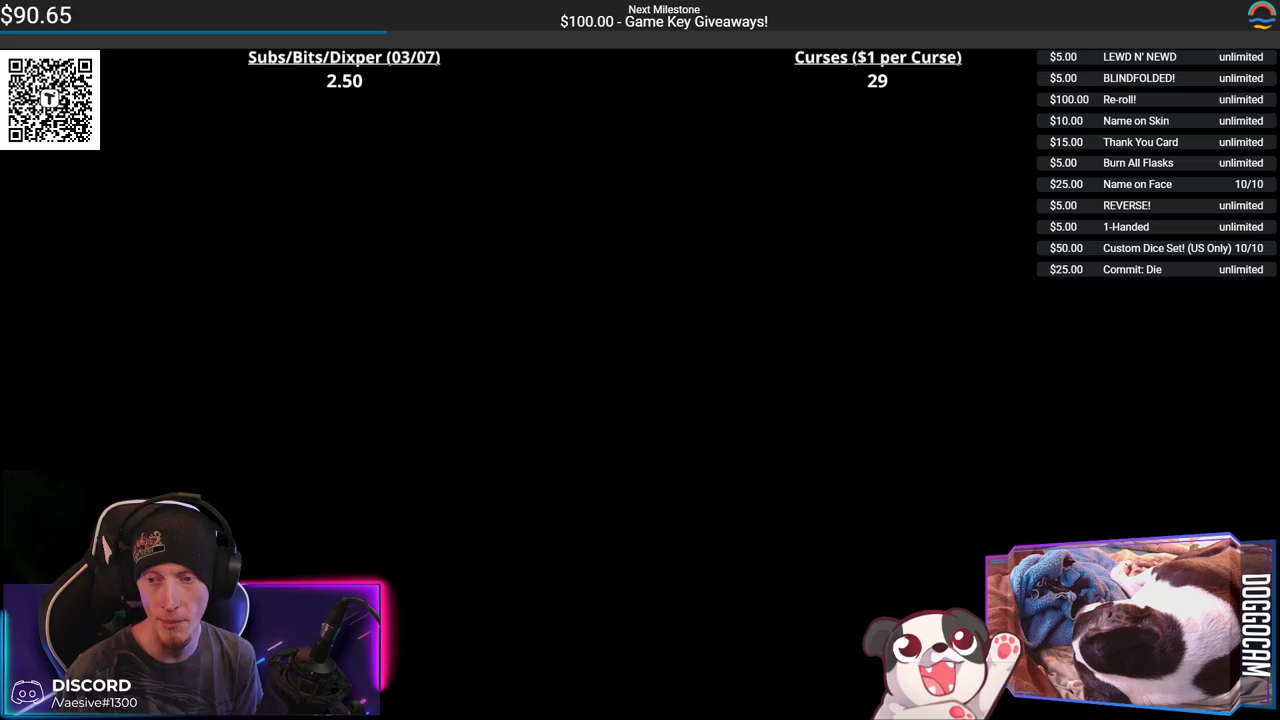 $90.65
Next Milestone
$100.00 - Game Key Giveaways!
Subs/Bits/Dixper (03/07)
2.50
Curses ($1 per Curse)
29
$5.00 LEWD N' NEWD unlimited
$5.00 BLINDFOLDED! unlimited
$100.00 Re-roll! unlimited
$10.00 Name on Skin unlimited
$15.00 Thank You Card unlimited
$5.00 Burn All Flasks unlimited
$25.00 Name on Face 10/10
$5.00 REVERSE! unlimited
$5.00 1-Handed unlimited
$50.00 Custom Dice Set! (US Only) 10/10
$25.00 Commit: Die unlimited
DISCORD
/Vaesive#1300
DOGGOCAM